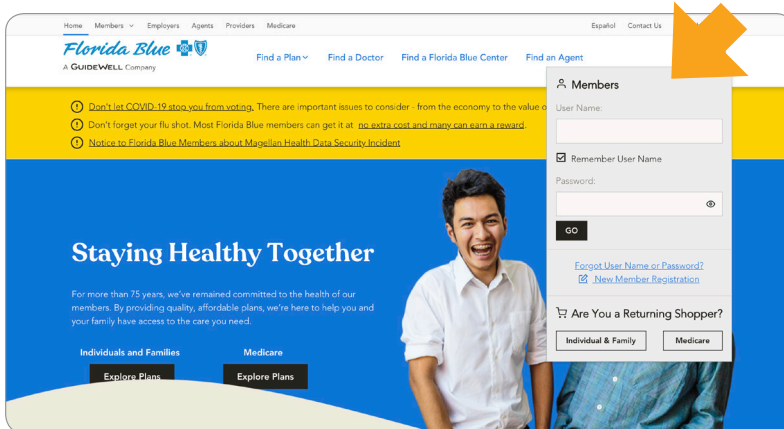 Home Members Employers Agents Providers Medicare Español Contact Us
Florida Blue
A GUIDEWELL Company
Find a Plan Find a Doctor Find a Florida Blue Center Find an Agent
Members
User Name:
Remember User Name
Password:
GO
Forgot User Name or Password?
New Member Registration
Are You a Returning Shopper?
Individual & Family Medicare
Don't let COVID-19 stop you from voting. There are important issues to consider - from the economy to the value o
Don't forget your flu shot. Most Florida Blue members can get it at no extra cost and many can earn a reward.
Notice to Florida Blue Members about Magellan Health Data Security Incident
Staying Healthy Together
For more than 75 years, we've remained committed to the health of our
members. By providing quality, affordable plans, we're here to help you and
your family have access to the care you need.
Individuals and Families Medicare
Explore Plans Explore Plans